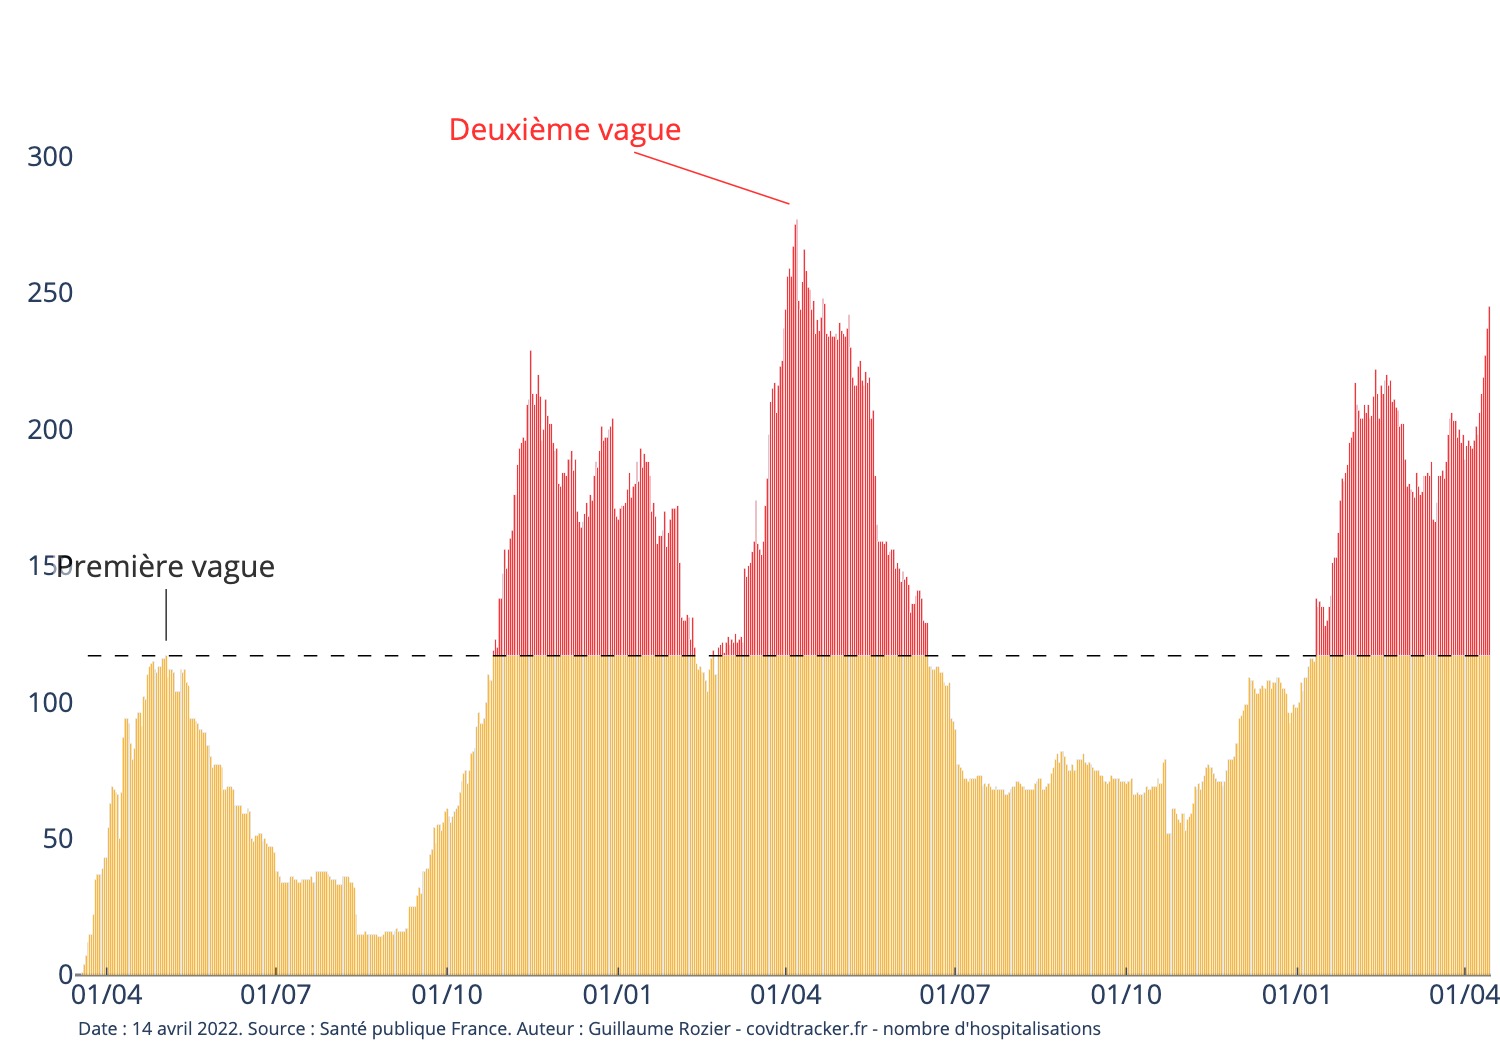 Deuxième vague
300
250
200
150
Première vague
100
50
0
01/04 01/07 01/10 01/01 01/04 01/07 01/10 01/01 01/04
Date : 14 avril 2022. Source : Santé publique France. Auteur : Guillaume Rozier - covidtracker.fr - nombre d'hospitalisations